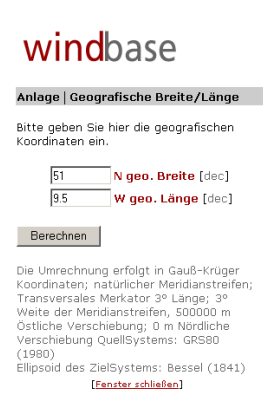 windbase
Anlage | Geografische Breite/Länge
Bitte geben Sie hier die geografischen
Koordinaten ein.
51 N geo. Breite [dec]
9.5 W geo. Länge [dec]
Berechnen
Die Umrechnung erfolgt in Gauß-Krüger
Koordinaten; natürlicher Meridianstreifen;
Transversales Merkator 3° Länge; 3°
Weite der Meridianstreifen, 500000 m
Östliche Verschiebung; 0 m Nördliche
Verschiebung QuellSystems: GRS80
(1980)
Ellipsoid des ZielSystems: Bessel (1841)
[Fenster schließen]